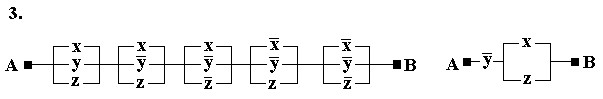 3.
x x x x̄ x̄ x
A y ȳ ȳ ȳ ȳ B A ȳ B
z z z̄ z z̄ z